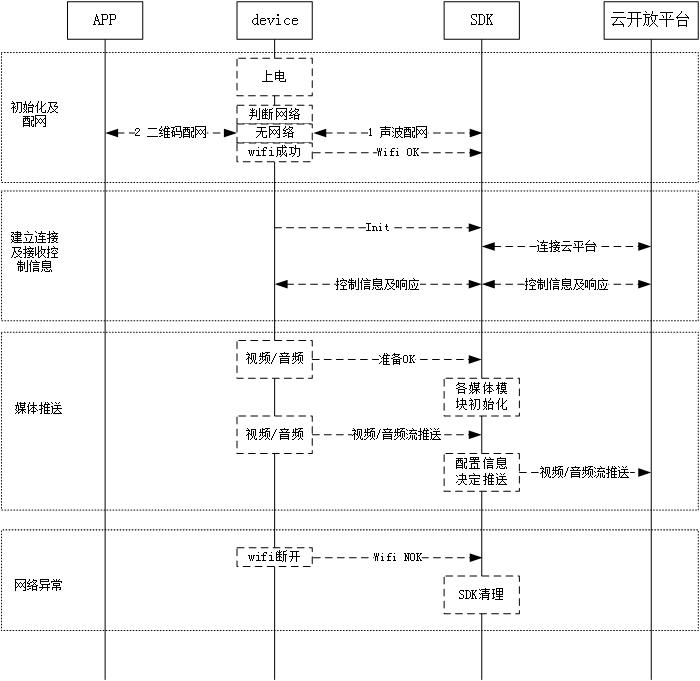 APP
device
SDK
云开放平台
上电
初始化及
配网
判断网络
2 二维码配网
无网络
1 声波配网
wifi成功
Wifi OK
建立连接
及接收控
制信息
Init
连接云平台
控制信息及响应
控制信息及响应
媒体推送
视频/音频
准备OK
各媒体模
块初始化
视频/音频
视频/音频流推送
配置信息
决定推送
视频/音频流推送
网络异常
wifi断开
Wifi NOK
SDK清理